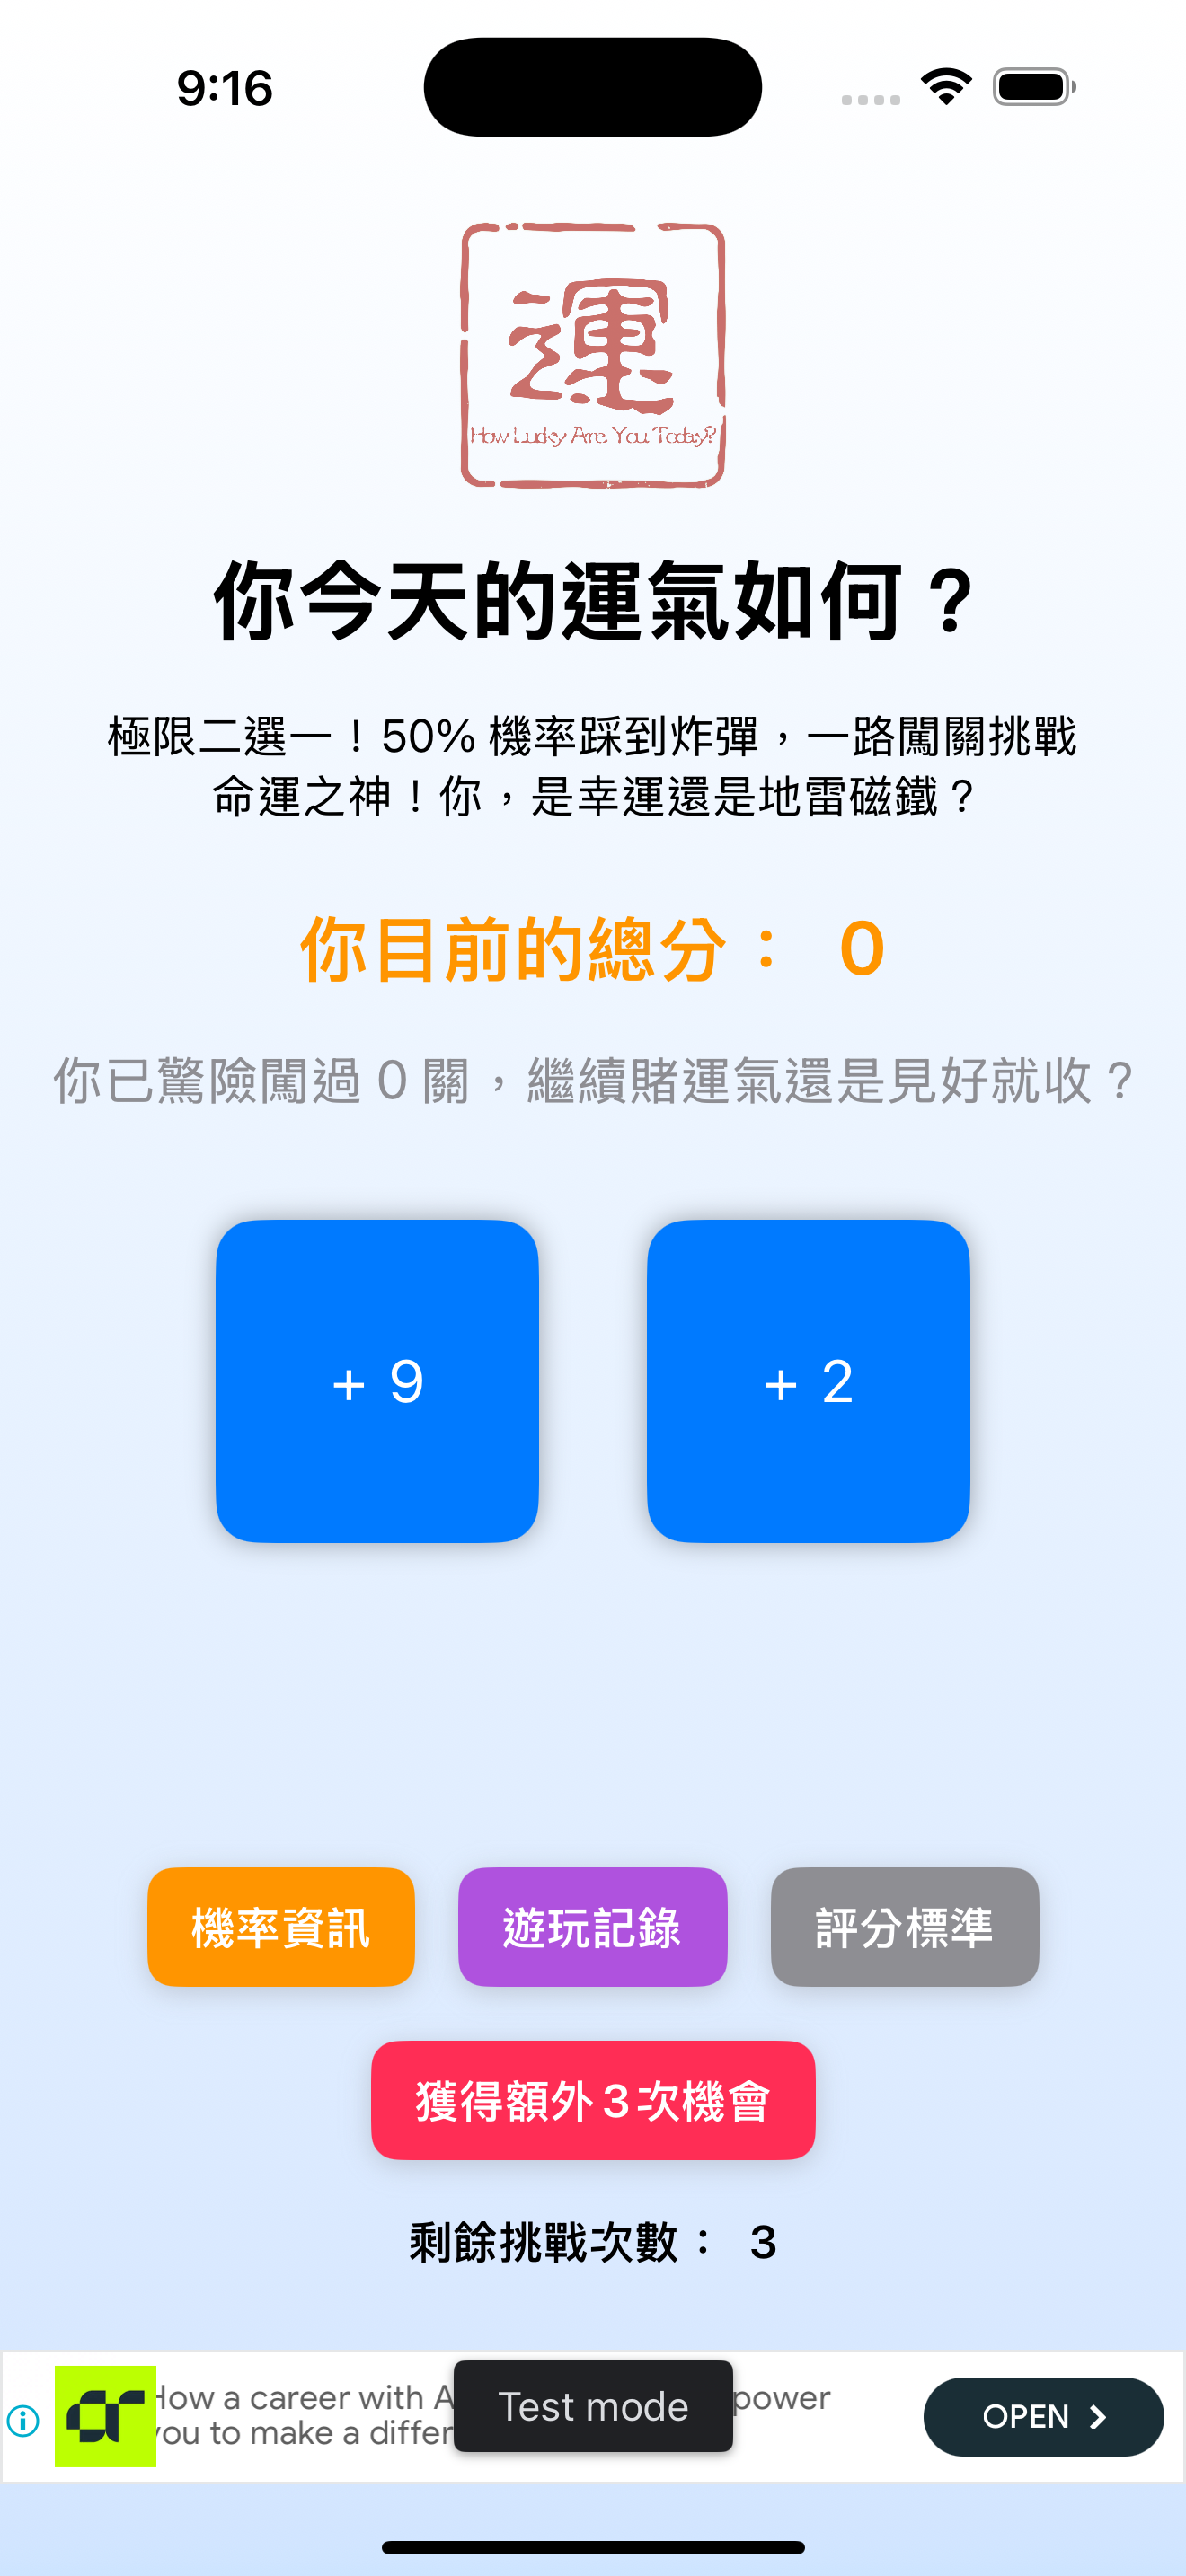 9:16
運
How Lucky Are You Today?
你今天的運氣如何？
極限二選一！50% 機率踩到炸彈，一路闖關挑戰
命運之神！你，是幸運還是地雷磁鐵？
你目前的總分： 0
你已驚險闖過 0 關，繼續賭運氣還是見好就收？
+ 9
+ 2
機率資訊
遊玩記錄
評分標準
獲得額外3次機會
剩餘挑戰次數： 3
How a career with A
power
you to make a differ
Test mode
OPEN